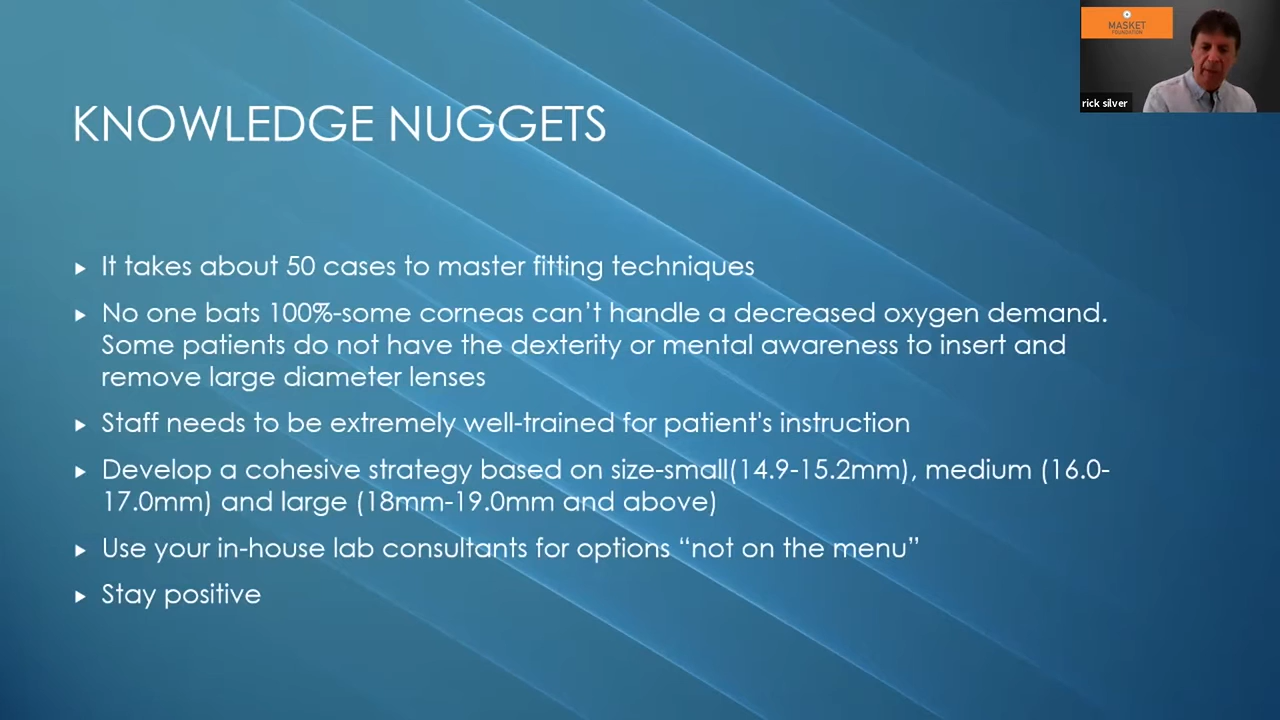 MASKET
FOUNDATION
rick silver
KNOWLEDGE NUGGETS
It takes about 50 cases to master fitting techniques
No one bats 100%-some corneas can’t handle a decreased oxygen demand.
Some patients do not have the dexterity or mental awareness to insert and
remove large diameter lenses
Staff needs to be extremely well-trained for patient's instruction
Develop a cohesive strategy based on size-small(14.9-15.2mm), medium (16.0-
17.0mm) and large (18mm-19.0mm and above)
Use your in-house lab consultants for options “not on the menu”
Stay positive